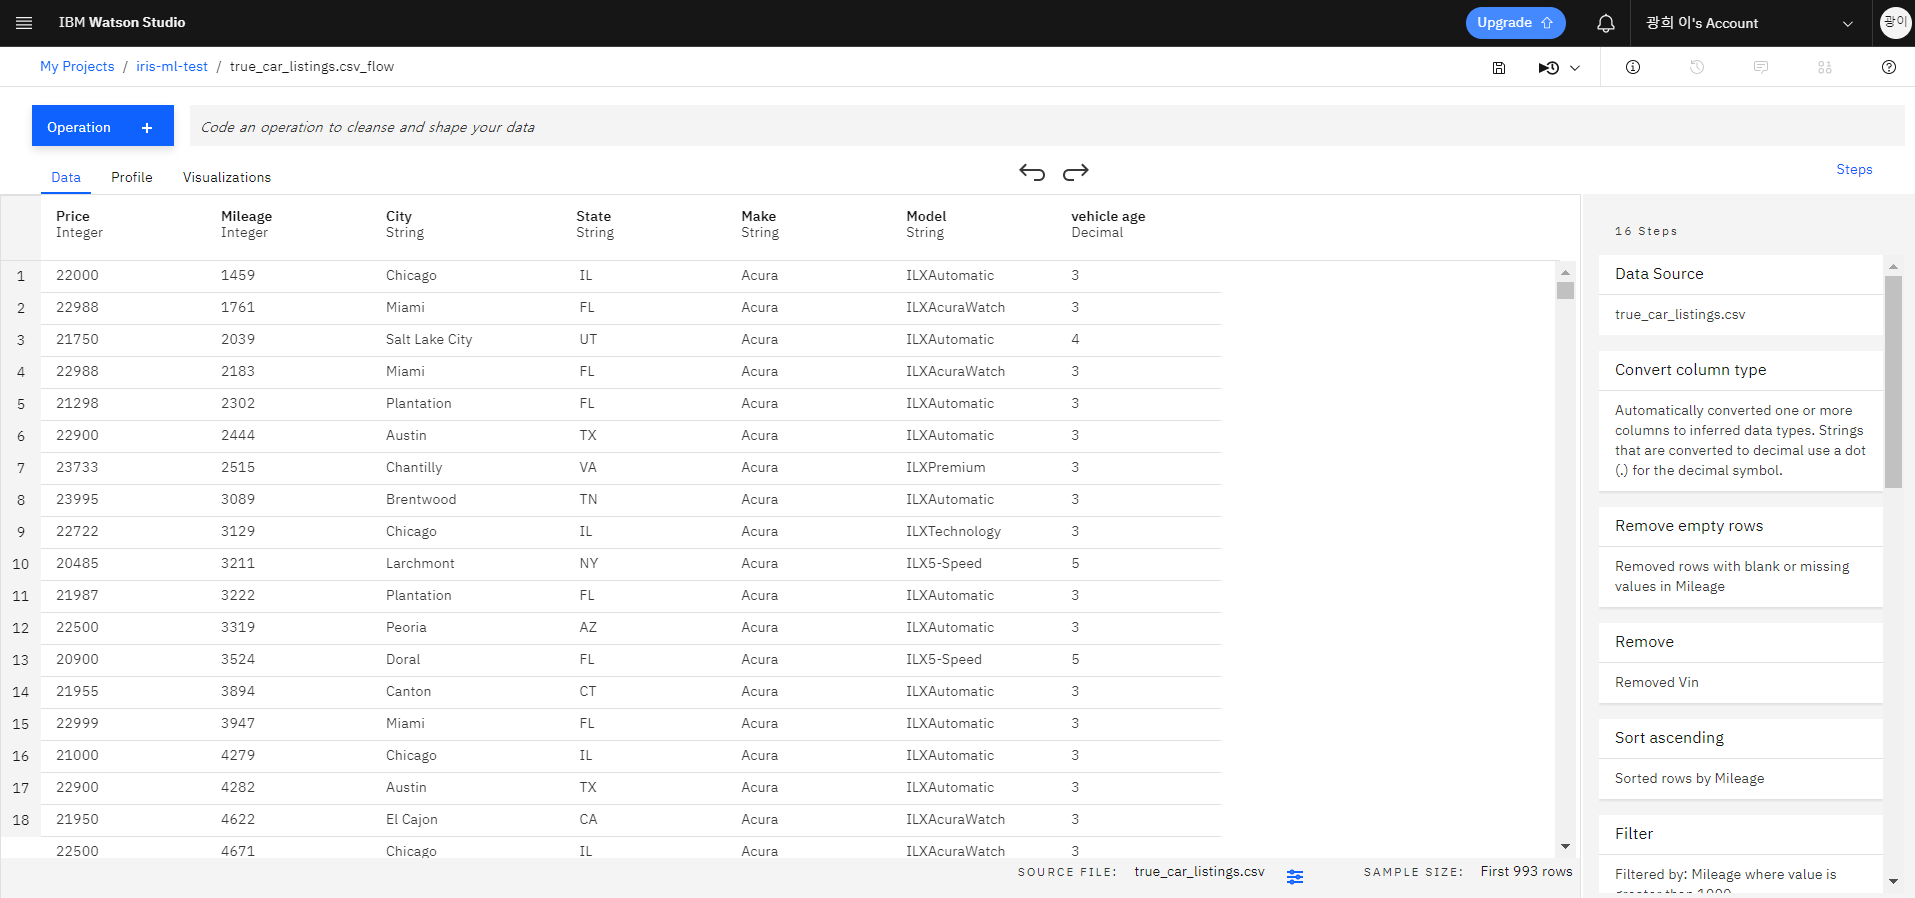 IBM Watson Studio
Upgrade
광희 이's Account
광이
My Projects / iris-ml-test / true_car_listings.csv_flow
Operation +
Code an operation to cleanse and shape your data
Data Profile Visualizations
Steps
Price Mileage City State Make Model vehicle age
Integer Integer String String String String Decimal
1 22000 1459 Chicago IL Acura ILXAutomatic 3
2 22988 1761 Miami FL Acura ILXAcuraWatch 3
3 21750 2039 Salt Lake City UT Acura ILXAutomatic 4
4 22988 2183 Miami FL Acura ILXAcuraWatch 3
5 21298 2302 Plantation FL Acura ILXAutomatic 3
6 22900 2444 Austin TX Acura ILXAutomatic 3
7 23733 2515 Chantilly VA Acura ILXPremium 3
8 23995 3089 Brentwood TN Acura ILXAutomatic 3
9 22722 3129 Chicago IL Acura ILXTechnology 3
10 20485 3211 Larchmont NY Acura ILX5-Speed 5
11 21987 3222 Plantation FL Acura ILXAutomatic 3
12 22500 3319 Peoria AZ Acura ILXAutomatic 3
13 20900 3524 Doral FL Acura ILX5-Speed 5
14 21955 3894 Canton CT Acura ILXAutomatic 3
15 22999 3947 Miami FL Acura ILXAutomatic 3
16 21000 4279 Chicago IL Acura ILXAutomatic 3
17 22900 4282 Austin TX Acura ILXAutomatic 3
18 21950 4622 El Cajon CA Acura ILXAcuraWatch 3
22500 4671 Chicago IL Acura ILXAcuraWatch 3
SOURCE FILE: true_car_listings.csv
SAMPLE SIZE: First 993 rows
16 Steps
Data Source
true_car_listings.csv
Convert column type
Automatically converted one or more
columns to inferred data types. Strings
that are converted to decimal use a dot
(.) for the decimal symbol.
Remove empty rows
Removed rows with blank or missing
values in Mileage
Remove
Removed Vin
Sort ascending
Sorted rows by Mileage
Filter
Filtered by: Mileage where value is
greater than 1000